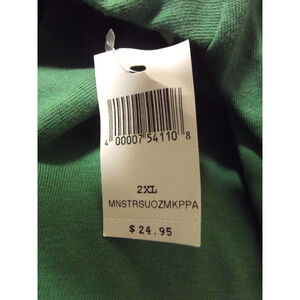 4 00007 54110 8
2XL
MNSTRSUOZMKPPA
$24.95